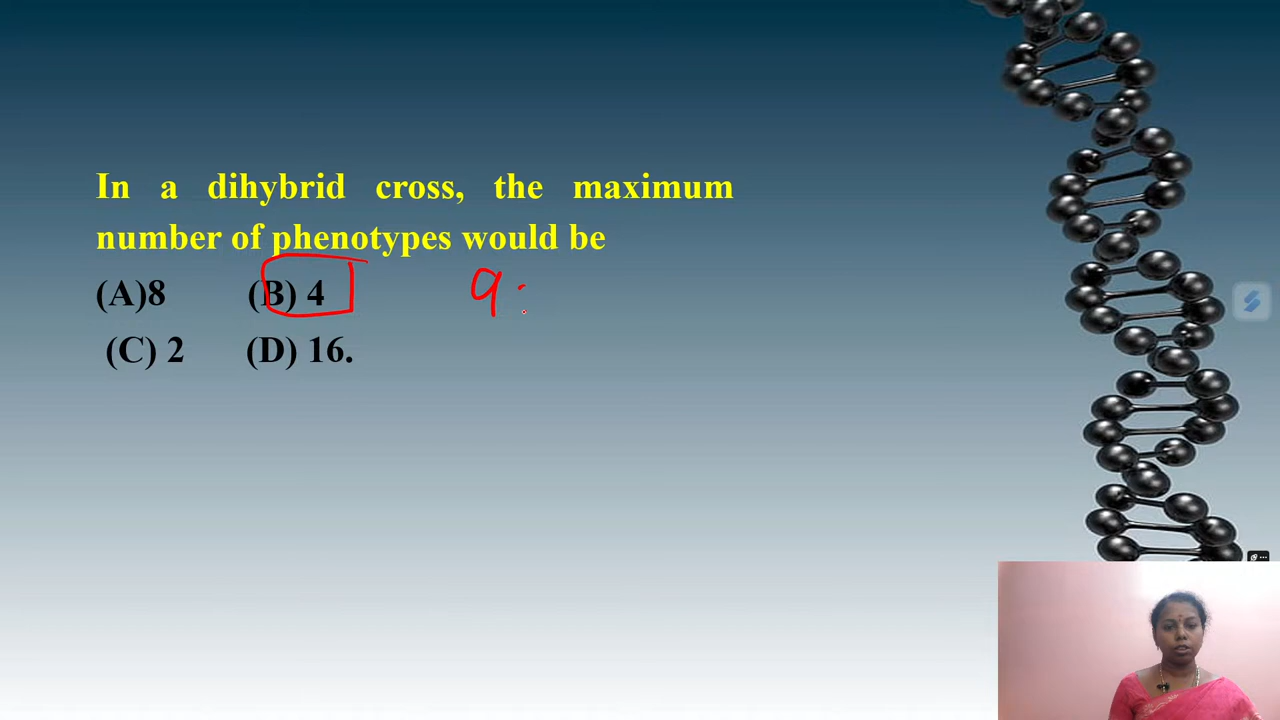 In a dihybrid cross, the maximum
number of phenotypes would be
(A)8 (B) 4 9 :
(C) 2 (D) 16.